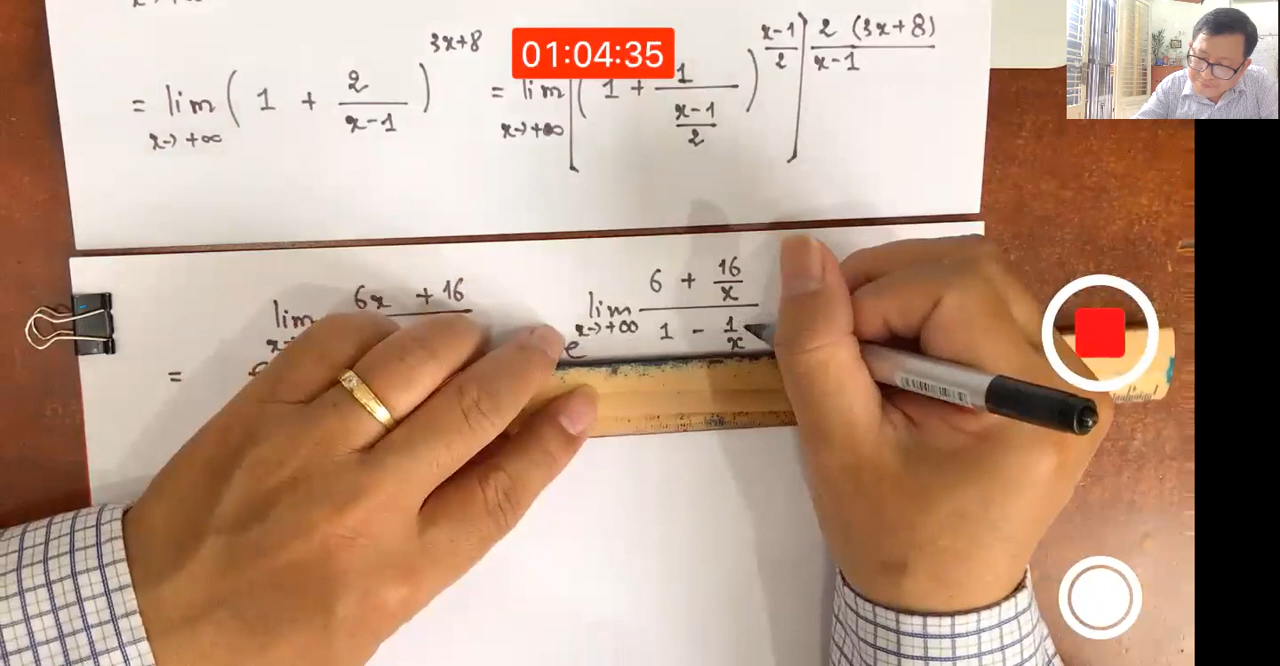 x → +∞
= lim x→+∞ ( 1 + 2/(x-1) )^(3x+8) = lim x→+∞ [ ( 1 + 1/((x-1)/2) )^((x-1)/2) ]^(2 (3x+8)/(x-1))
01:04:35
= lim 6x + 16 e^(lim x→+∞ (6 + 16/x)/(1 - 1/x))